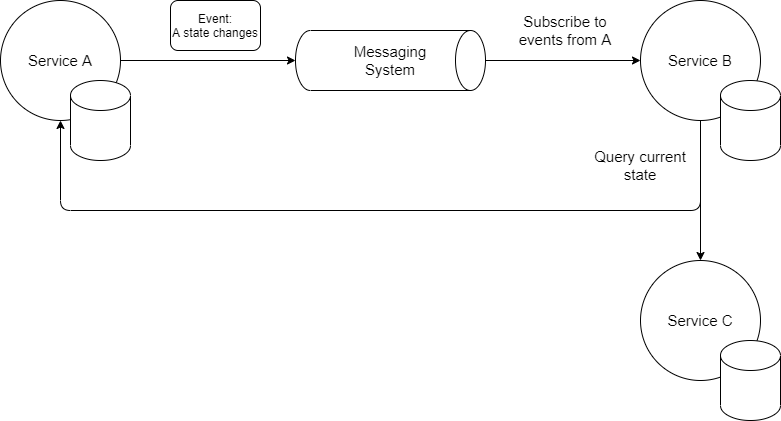 Service A
Event:
A state changes
Messaging
System
Subscribe to
events from A
Service B
Query current
state
Service C